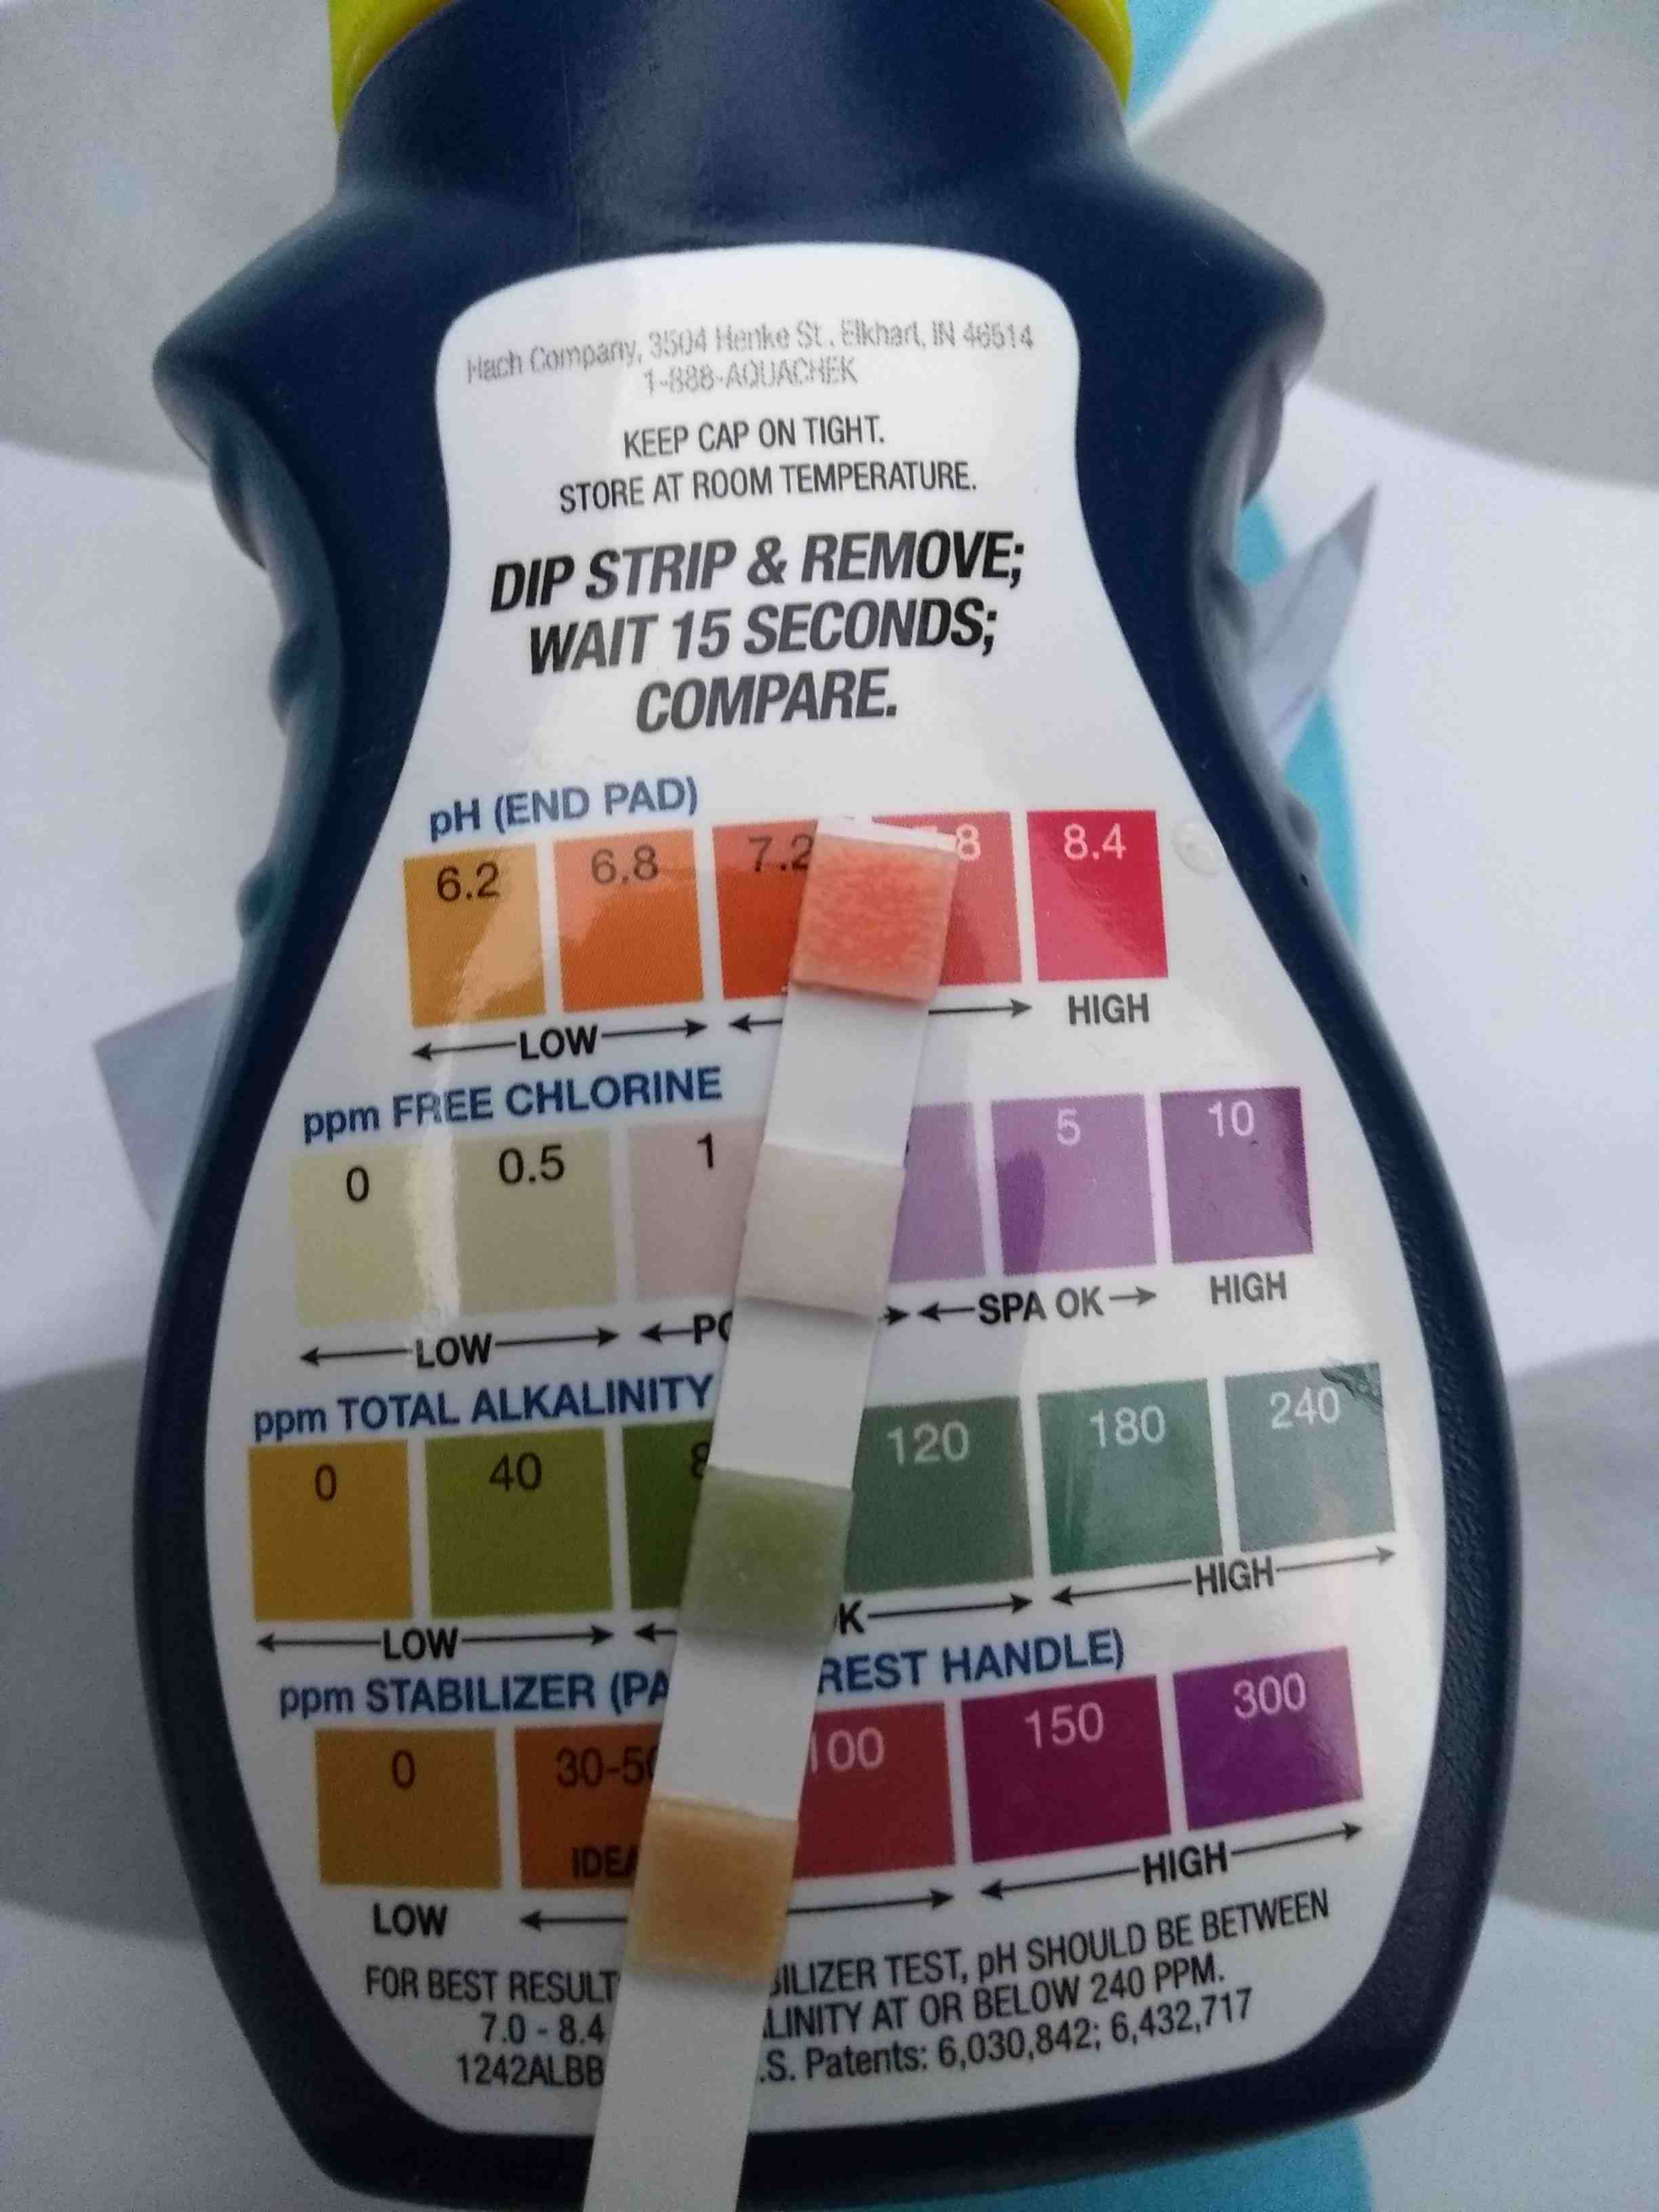 Hach Company, 3504 Henke St., Elkhart, IN 46514
1-888-AQUACHEK
KEEP CAP ON TIGHT.
STORE AT ROOM TEMPERATURE.
DIP STRIP & REMOVE;
WAIT 15 SECONDS;
COMPARE.
pH (END PAD)
6.2 6.8 7.2 8 8.4
LOW HIGH
ppm FREE CHLORINE
0 0.5 1 5 10
LOW SPA OK HIGH
ppm TOTAL ALKALINITY
0 40 120 180 240
LOW HIGH
ppm STABILIZER HANDLE)
0 30-50 100 150 300
LOW HIGH
FOR BEST TEST, pH SHOULD BE BETWEEN
7.0 - 8.4 AT OR BELOW 240 PPM.
1242ALBB Patents: 6,030,842; 6,432,717